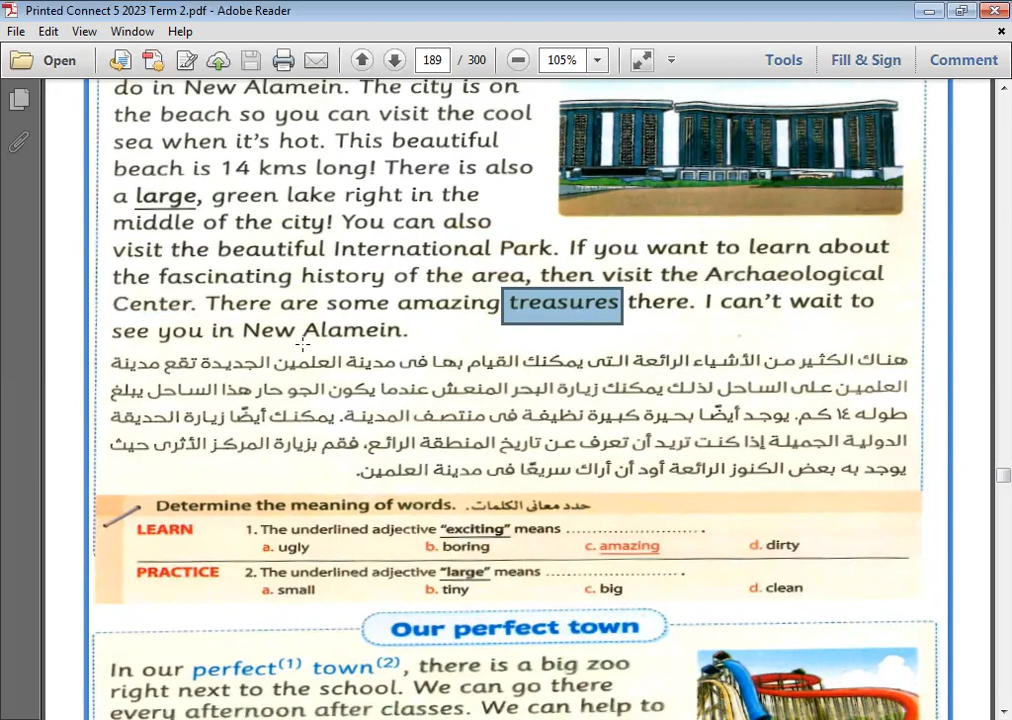 Printed Connect 5 2023 Term 2.pdf - Adobe Reader
File Edit View Window Help
Open 189 / 300 105% Tools Fill & Sign Comment
do in New Alamein. The city is on
the beach so you can visit the cool
sea when it's hot. This beautiful
beach is 14 kms long! There is also
a large, green lake right in the
middle of the city! You can also
visit the beautiful International Park. If you want to learn about
the fascinating history of the area, then visit the Archaeological
Center. There are some amazing treasures there. I can't wait to
see you in New Alamein.
هناك الكثير من الأشياء الرائعة التى يمكنك القيام بها فى مدينة العلمين الجديدة تقع مدينة
العلمين على الساحل لذلك يمكنك زيارة البحر المنعش عندما يكون الجو حار هذا الساحل يبلغ
طوله ١٤ كم. يوجد أيضًا بحيرة كبيرة نظيفة فى منتصف المدينة. يمكنك أيضًا زيارة الحديقة
الدولية الجميلة إذا كنت تريد أن تعرف عن تاريخ المنطقة الرائع، فقم بزيارة المركز الأثرى حيث
يوجد به بعض الكنوز الرائعة أود أن أراك سريعًا فى مدينة العلمين.
Determine the meaning of words. حدد معانى الكلمات.
LEARN 1. The underlined adjective "exciting" means ....................................
a. ugly b. boring c. amazing d. dirty
PRACTICE 2. The underlined adjective "large" means ....................................
a. small b. tiny c. big d. clean
Our perfect town
In our perfect(1) town(2), there is a big zoo
right next to the school. We can go there
every afternoon after classes. We can help to